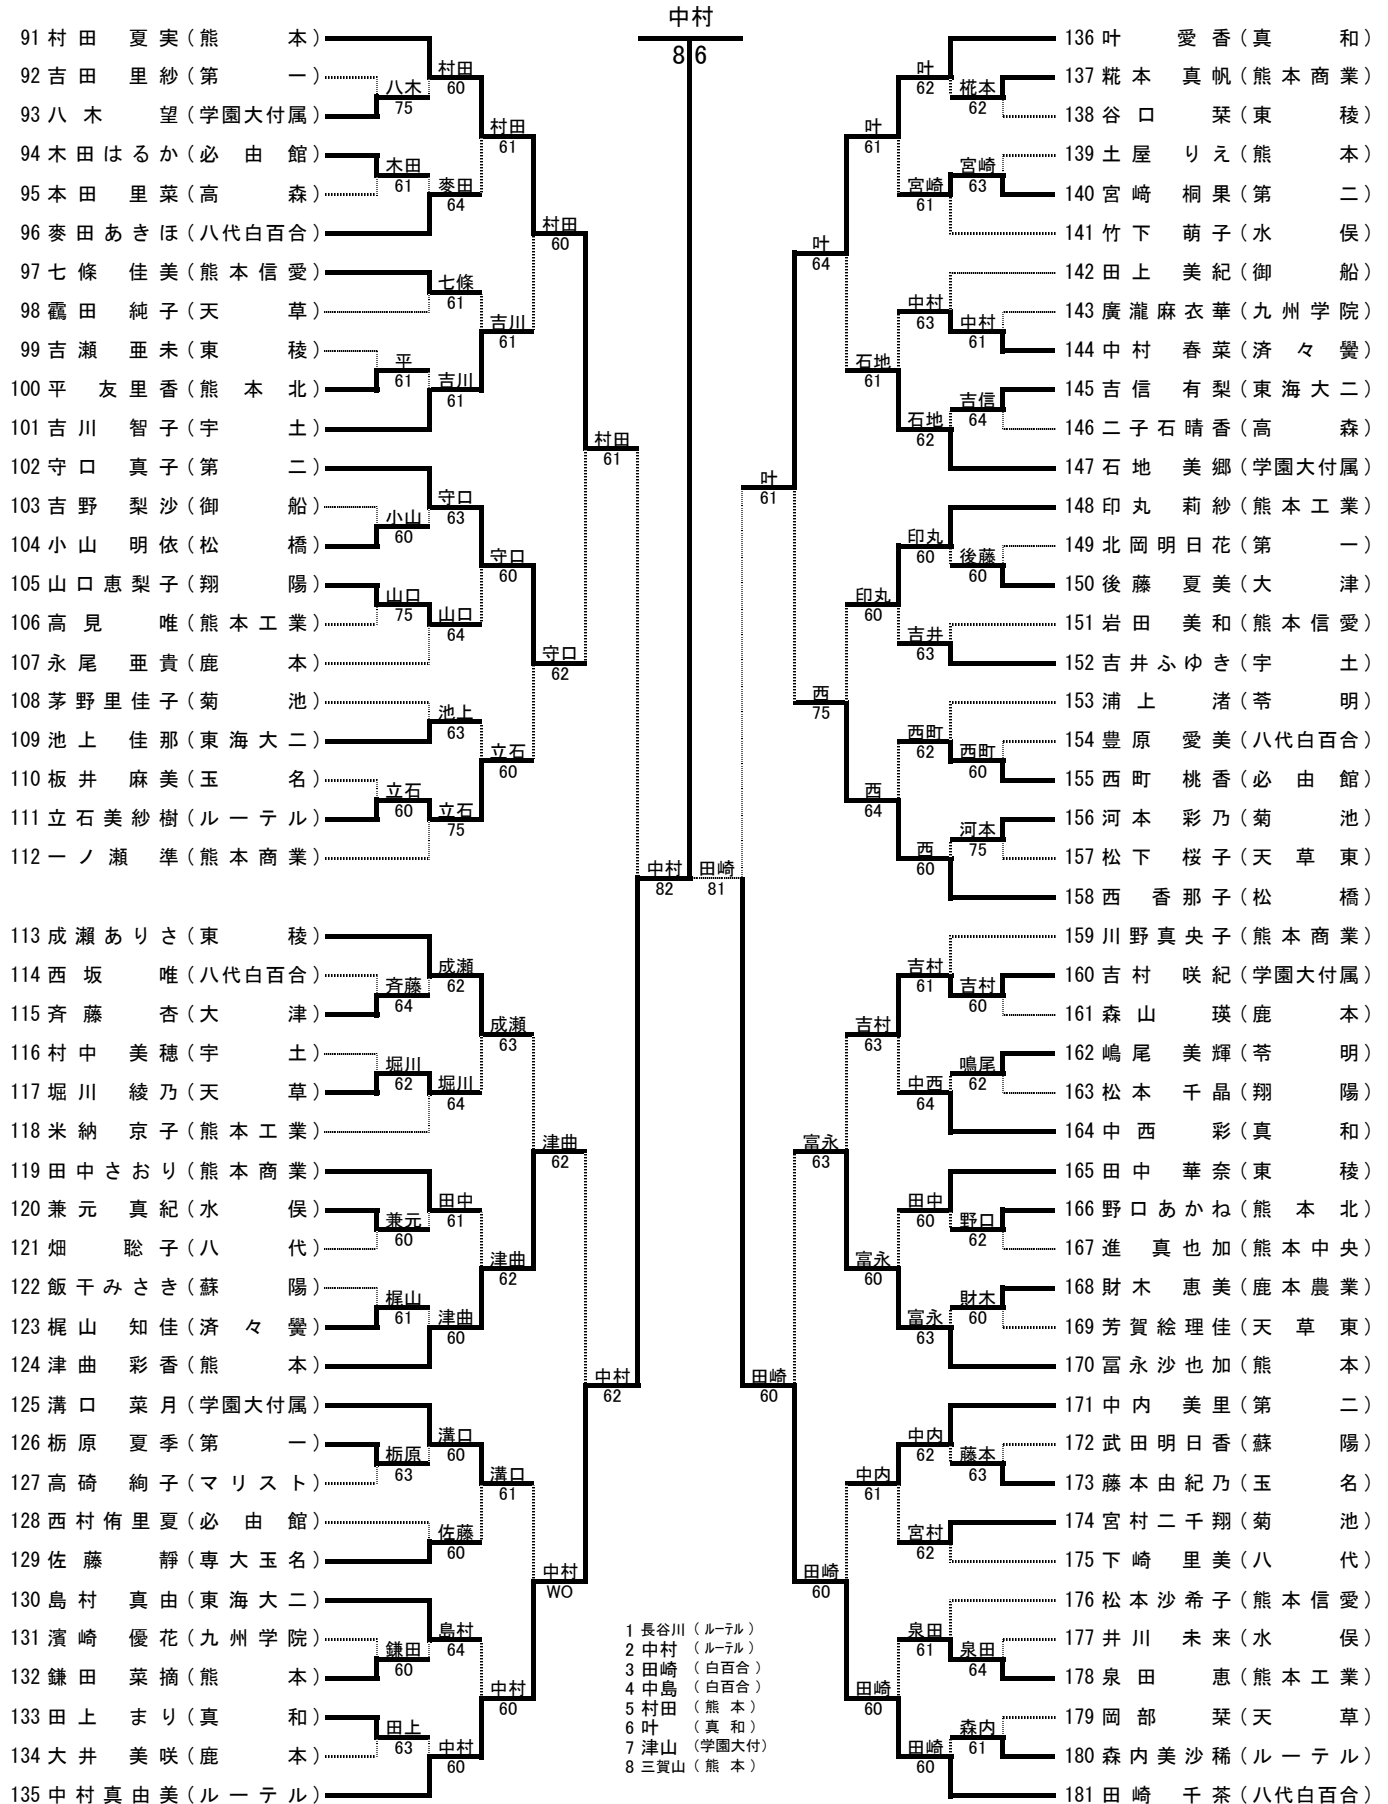 中村
8 6
91 村田 夏実（熊本）
92 吉田 里紗（第一）
93 八木 望（学園大付属）
94 木田はるか（必由館）
95 本田 里菜（高森）
96 麥田あきほ（八代白百合）
97 七條 佳美（熊本信愛）
98 靍田 純子（天草）
99 吉瀬 亜未（東稜）
100 平 友里香（熊本北）
101 吉川 智子（宇土）
102 守口 真子（第二）
103 吉野 梨沙（御船）
104 小山 明依（松橋）
105 山口恵梨子（翔陽）
106 高見 唯（熊本工業）
107 永尾 亜貴（鹿本）
108 茅野里佳子（菊池）
109 池上 佳那（東海大二）
110 板井 麻美（玉名）
111 立石美紗樹（ルーテル）
112 一ノ瀬 準（熊本商業）
113 成瀬ありさ（東稜）
114 西坂 唯（八代白百合）
115 斉藤 杏（大津）
116 村中 美穂（宇土）
117 堀川 綾乃（天草）
118 米納 京子（熊本工業）
119 田中さおり（熊本商業）
120 兼元 真紀（水俣）
121 畑 聡子（八代）
122 飯干みさき（蘇陽）
123 梶山 知佳（済々黌）
124 津曲 彩香（熊本）
125 溝口 菜月（学園大付属）
126 栃原 夏季（第一）
127 高碕 絢子（マリスト）
128 西村侑里夏（必由館）
129 佐藤 靜（専大玉名）
130 島村 真由（東海大二）
131 濱崎 優花（九州学院）
132 鎌田 菜摘（熊本）
133 田上 まり（真和）
134 大井 美咲（鹿本）
135 中村真由美（ルーテル）
八木
75
木田
61
平
61
小山
60
山口
75
立石
60
斉藤
64
堀川
62
兼元
60
梶山
61
栃原
63
鎌田
60
田上
63
村田
60
麥田
64
七條
61
吉川
61
守口
63
山口
64
池上
63
立石
75
成瀬
62
堀川
64
田中
61
津曲
60
溝口
60
佐藤
60
島村
64
中村
60
村田
61
吉川
61
守口
60
立石
60
成瀬
63
津曲
62
溝口
61
中村
60
村田
60
守口
62
津曲
62
中村
WO
村田
61
中村
62
中村
82
田崎
81
叶
61
田崎
60
叶
64
西
75
富永
63
田崎
60
叶
61
石地
61
印丸
60
西
64
吉村
63
富永
60
中内
61
田崎
60
叶
62
宮崎
61
中村
63
石地
62
印丸
60
吉井
63
西町
62
西
60
吉村
61
中西
64
田中
60
富永
63
中内
62
宮村
62
泉田
61
田崎
60
椛本
62
宮崎
63
中村
61
吉信
64
後藤
60
西町
60
河本
75
吉村
60
鳴尾
62
野口
62
財木
60
藤本
63
泉田
64
森内
61
136 叶 愛香（真和）
137 糀本 真帆（熊本商業）
138 谷口 栞（東稜）
139 土屋 りえ（熊本）
140 宮﨑 桐果（第二）
141 竹下 萌子（水俣）
142 田上 美紀（御船）
143 廣瀧麻衣華（九州学院）
144 中村 春菜（済々黌）
145 吉信 有梨（東海大二）
146 二子石晴香（高森）
147 石地 美郷（学園大付属）
148 印丸 莉紗（熊本工業）
149 北岡明日花（第一）
150 後藤 夏美（大津）
151 岩田 美和（熊本信愛）
152 吉井ふゆき（宇土）
153 浦上 渚（苓明）
154 豊原 愛美（八代白百合）
155 西町 桃香（必由館）
156 河本 彩乃（菊池）
157 松下 桜子（天草東）
158 西 香那子（松橋）
159 川野真央子（熊本商業）
160 吉村 咲紀（学園大付属）
161 森山 瑛（鹿本）
162 嶋尾 美輝（苓明）
163 松本 千晶（翔陽）
164 中西 彩（真和）
165 田中 華奈（東稜）
166 野口あかね（熊本北）
167 進 真也加（熊本中央）
168 財木 恵美（鹿本農業）
169 芳賀絵理佳（天草東）
170 冨永沙也加（熊本）
171 中内 美里（第二）
172 武田明日香（蘇陽）
173 藤本由紀乃（玉名）
174 宮村二千翔（菊池）
175 下崎 里美（八代）
176 松本沙希子（熊本信愛）
177 井川 未来（水俣）
178 泉田 恵（熊本工業）
179 岡部 栞（天草）
180 森内美沙稀（ルーテル）
181 田崎 千茶（八代白百合）
1 長谷川（ルーテル）
2 中村（ルーテル）
3 田崎（白百合）
4 中島（白百合）
5 村田（熊本）
6 叶（真和）
7 津山（学園大付）
8 三賀山（熊本）